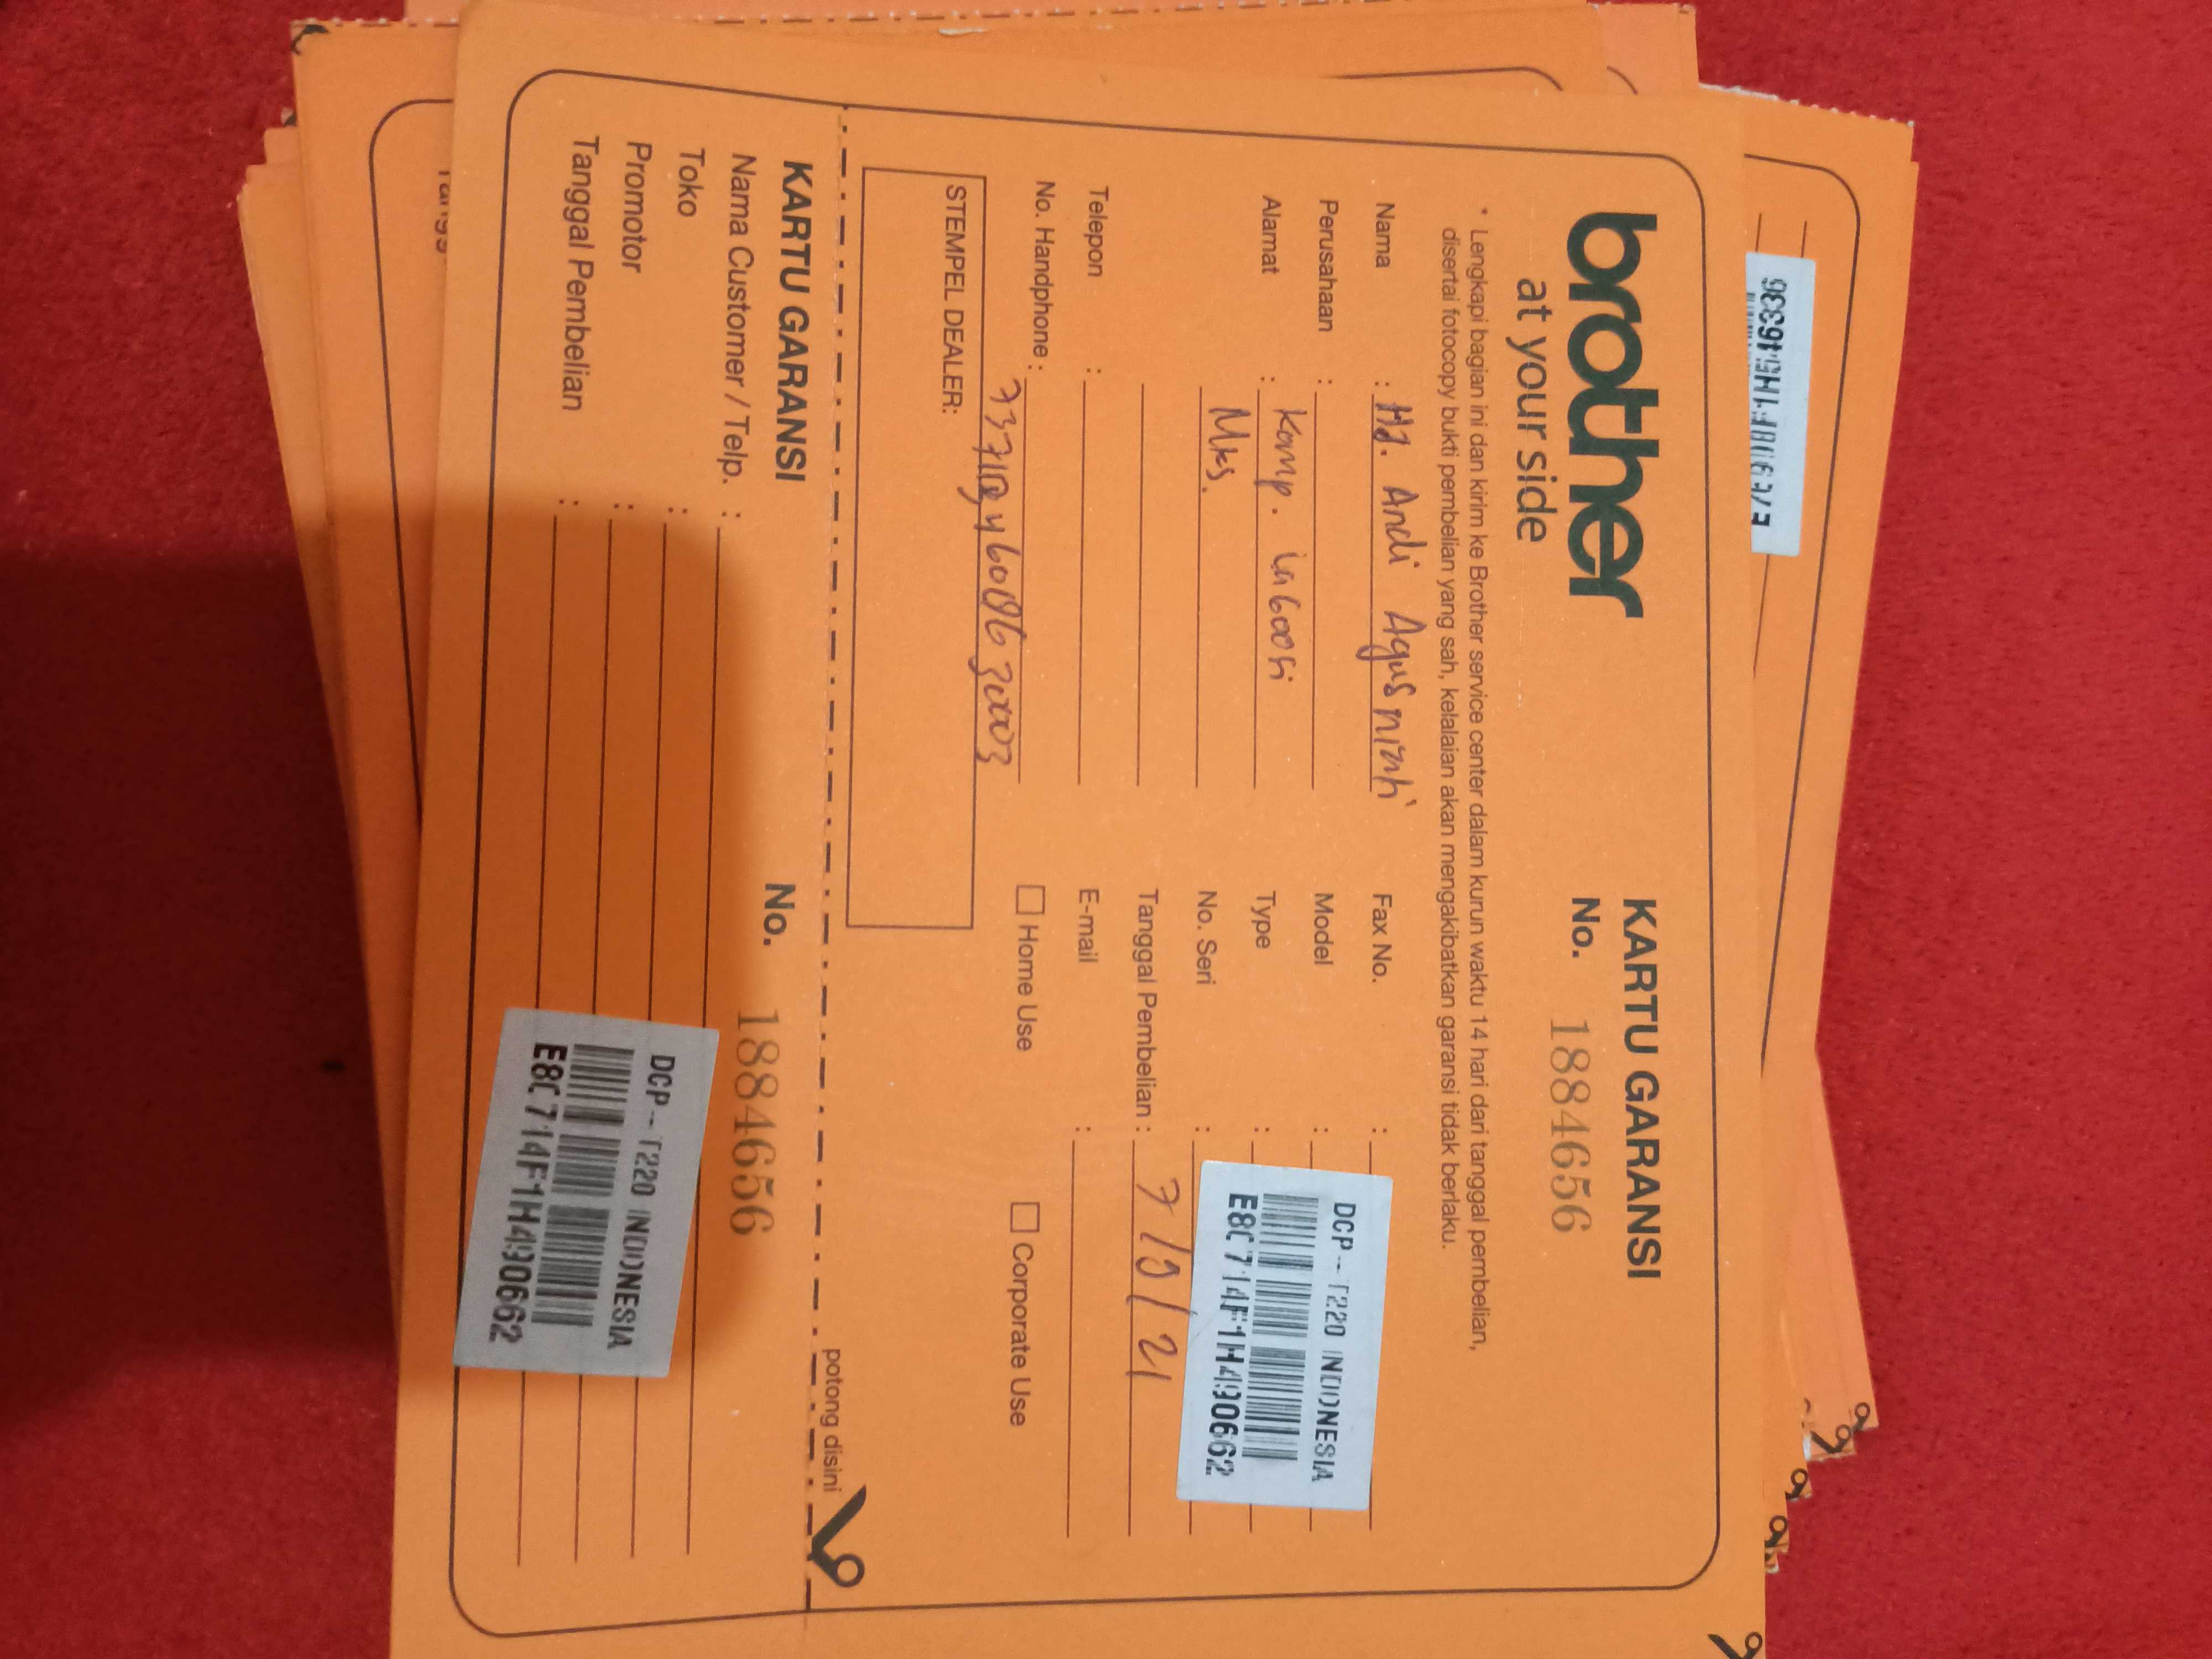 brother
at your side
KARTU GARANSI
No. 1884656
* Lengkapi bagian ini dan kirim ke Brother service center dalam kurun waktu 14 hari dari tanggal pembelian,
disertai fotocopy bukti pembelian yang sah, kelalaian akan mengakibatkan garansi tidak berlaku.
Nama : Hj. Andi Agusniati
Perusahaan :
Alamat : Komp.
Mks.
Telepon :
No. Handphone :
Fax No. :
Model :
Type :
No. Seri :
DCP-T220 INDONESIA
E8C714F1H490662
Tanggal Pembelian : 7/9/21
E-mail :
Home Use
Corporate Use
STEMPEL DEALER:
potong disini
KARTU GARANSI
No. 1884656
Nama Customer / Telp. :
Toko :
Promotor :
Tanggal Pembelian :
DCP-T220 INDONESIA
E8C714F1H490662